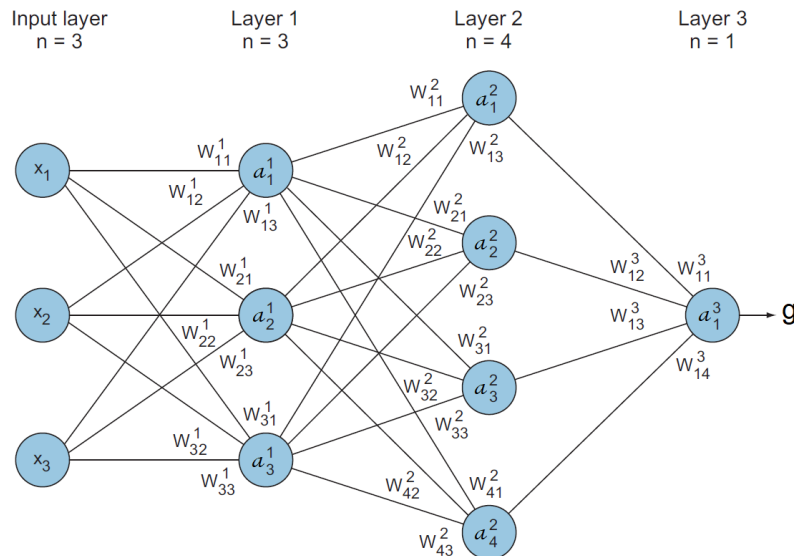 Input layer
n = 3
Layer 1
n = 3
Layer 2
n = 4
Layer 3
n = 1
x₁
x₂
x₃
W¹₁₁
W¹₁₂
W¹₁₃
W¹₂₁
W¹₂₂
W¹₂₃
W¹₃₁
W¹₃₂
W¹₃₃
a¹₁
a¹₂
a¹₃
W²₁₁
W²₁₂
W²₁₃
W²₂₁
W²₂₂
W²₂₃
W²₃₁
W²₃₂
W²₃₃
W²₄₁
W²₄₂
W²₄₃
a²₁
a²₂
a²₃
a²₄
W³₁₁
W³₁₂
W³₁₃
W³₁₄
a³₁
g